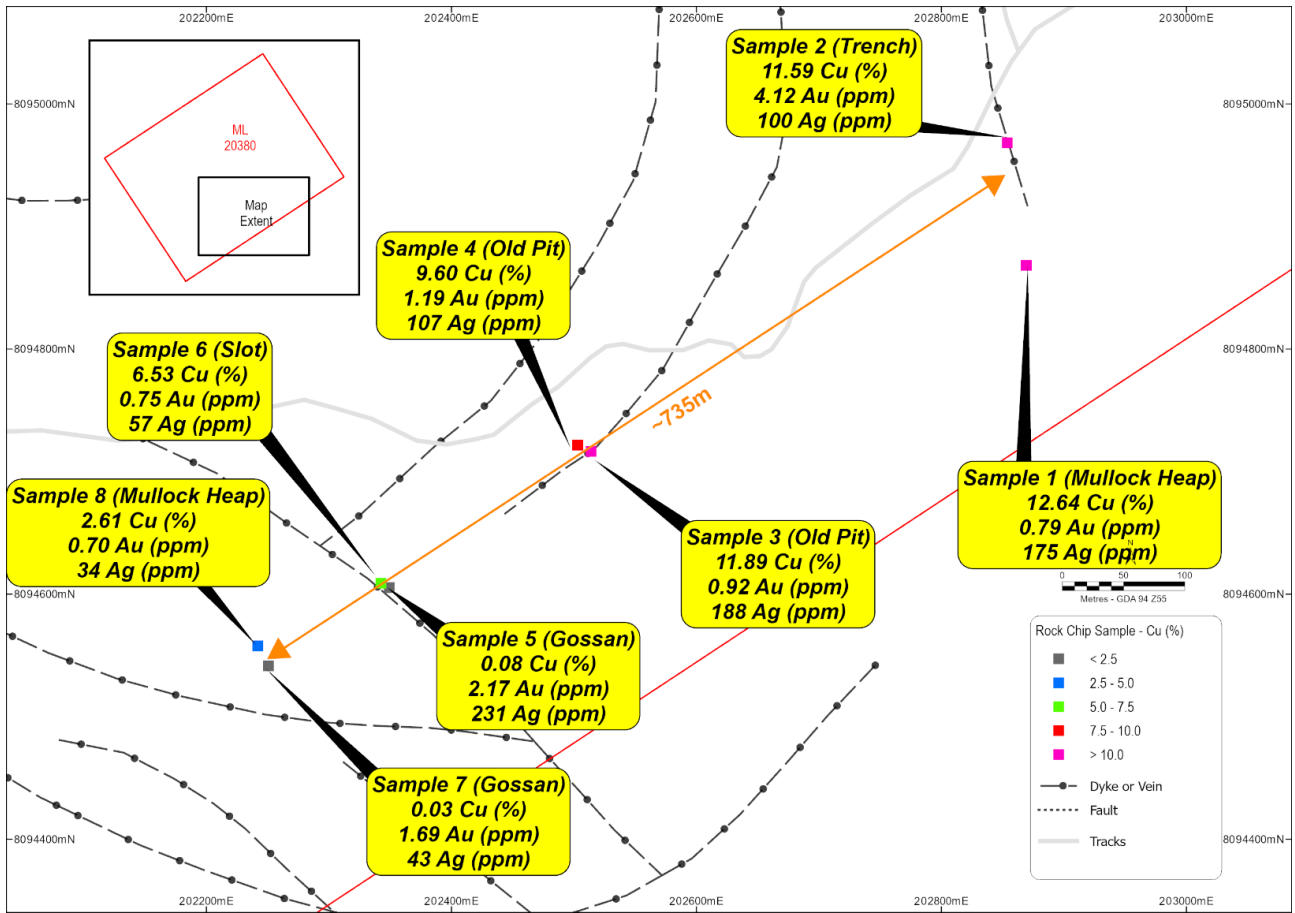 202200mE
202400mE
202600mE
202800mE
203000mE
8095000mN
8095000mN
ML
20380
Map
Extent
Sample 2 (Trench)
11.59 Cu (%)
4.12 Au (ppm)
100 Ag (ppm)
Sample 4 (Old Pit)
9.60 Cu (%)
1.19 Au (ppm)
107 Ag (ppm)
8094800mN
8094800mN
Sample 6 (Slot)
6.53 Cu (%)
0.75 Au (ppm)
57 Ag (ppm)
~735m
Sample 8 (Mullock Heap)
2.61 Cu (%)
0.70 Au (ppm)
34 Ag (ppm)
Sample 1 (Mullock Heap)
12.64 Cu (%)
0.79 Au (ppm)
175 Ag (ppm)
N
Sample 3 (Old Pit)
11.89 Cu (%)
0.92 Au (ppm)
188 Ag (ppm)
0 50 100
Metres - GDA 94 Z55
8094600mN
8094600mN
Sample 5 (Gossan)
0.08 Cu (%)
2.17 Au (ppm)
231 Ag (ppm)
Rock Chip Sample - Cu (%)
< 2.5
2.5 - 5.0
5.0 - 7.5
7.5 - 10.0
> 10.0
Dyke or Vein
Fault
Tracks
Sample 7 (Gossan)
0.03 Cu (%)
1.69 Au (ppm)
43 Ag (ppm)
8094400mN
8094400mN
202200mE
202400mE
202600mE
202800mE
203000mE